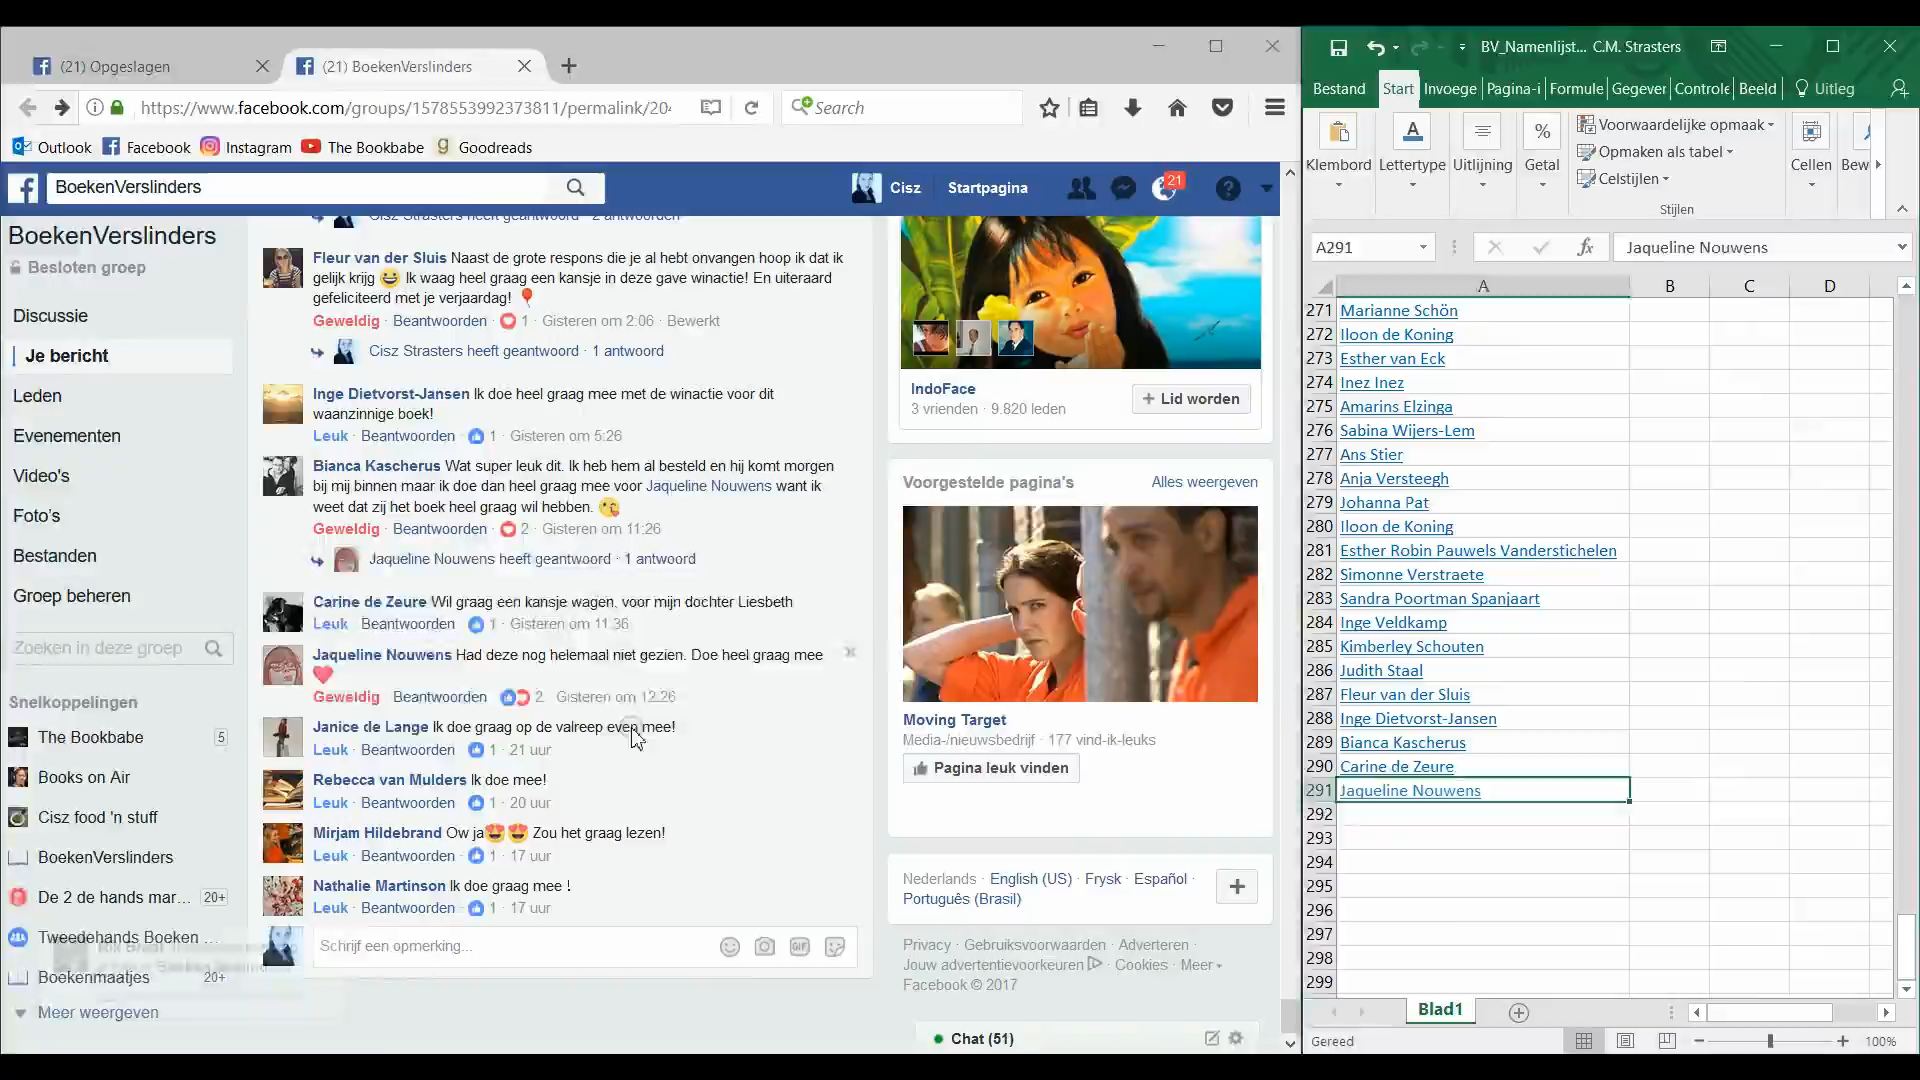 (21) Opgeslagen
(21) BoekenVerslinders
https://www.facebook.com/groups/1578553992373811/permalink/204
Search
Outlook
Facebook
Instagram
The Bookbabe
g Goodreads
BoekenVerslinders
Cisz
Startpagina
21
BoekenVerslinders
Besloten groep
Discussie
Je bericht
Leden
Evenementen
Video's
Foto's
Bestanden
Groep beheren
Zoeken in deze groep
Snelkoppelingen
The Bookbabe 5
Books on Air
Cisz food 'n stuff
BoekenVerslinders
De 2 de hands mar... 20+
Tweedehands Boeken ...
Boekenmaatjes 20+
Meer weergeven
Cisz Strasters heeft geantwoord · 2 antwoorden
Fleur van der Sluis Naast de grote respons die je al hebt onvangen hoop ik dat ik
gelijk krijg Ik waag heel graag een kansje in deze gave winactie! En uiteraard
gefeliciteerd met je verjaardag!
Geweldig · Beantwoorden · 1 · Gisteren om 2:06 · Bewerkt
Cisz Strasters heeft geantwoord · 1 antwoord
Inge Dietvorst-Jansen Ik doe heel graag mee met de winactie voor dit
waanzinnige boek!
Leuk · Beantwoorden · 1 · Gisteren om 5:26
Bianca Kascherus Wat super leuk dit. Ik heb hem al besteld en hij komt morgen
bij mij binnen maar ik doe dan heel graag mee voor Jaqueline Nouwens want ik
weet dat zij het boek heel graag wil hebben.
Geweldig · Beantwoorden · 2 · Gisteren om 11:26
Jaqueline Nouwens heeft geantwoord · 1 antwoord
Carine de Zeure Wil graag een kansje wagen, voor mijn dochter Liesbeth
Leuk · Beantwoorden · 1 · Gisteren om 11:36
Jaqueline Nouwens Had deze nog helemaal niet gezien. Doe heel graag mee
Geweldig · Beantwoorden · 2 · Gisteren om 12:26
Janice de Lange Ik doe graag op de valreep even mee!
Leuk · Beantwoorden · 1 · 21 uur
Rebecca van Mulders Ik doe mee!
Leuk · Beantwoorden · 1 · 20 uur
Mirjam Hildebrand Ow ja Zou het graag lezen!
Leuk · Beantwoorden · 1 · 17 uur
Nathalie Martinson Ik doe graag mee !
Leuk · Beantwoorden · 1 · 17 uur
Schrijf een opmerking...
GIF
IndoFace
3 vrienden · 9.820 leden
+ Lid worden
Voorgestelde pagina's
Alles weergeven
Moving Target
Media-/nieuwsbedrijf · 177 vind-ik-leuks
Pagina leuk vinden
Nederlands · English (US) · Frysk · Español ·
Português (Brasil)
Privacy · Gebruiksvoorwaarden · Adverteren ·
Jouw advertentievoorkeuren · Cookies · Meer
Facebook © 2017
Chat (51)
BV_Namenlijst... C.M. Strasters
Bestand Start Invoege Pagina-i Formule Gegever Controle Beeld Uitleg
Klembord
Lettertype
Uitlijning
%
Getal
Voorwaardelijke opmaak
Opmaken als tabel
Celstijlen
Stijlen
Cellen
Bew
A291
fx
Jaqueline Nouwens
A B C D
271 Marianne Schön
272 Iloon de Koning
273 Esther van Eck
274 Inez Inez
275 Amarins Elzinga
276 Sabina Wijers-Lem
277 Ans Stier
278 Anja Versteegh
279 Johanna Pat
280 Iloon de Koning
281 Esther Robin Pauwels Vanderstichelen
282 Simonne Verstraete
283 Sandra Poortman Spanjaart
284 Inge Veldkamp
285 Kimberley Schouten
286 Judith Staal
287 Fleur van der Sluis
288 Inge Dietvorst-Jansen
289 Bianca Kascherus
290 Carine de Zeure
291 Jaqueline Nouwens
292
293
294
295
296
297
298
299
Blad1
Gereed
100%